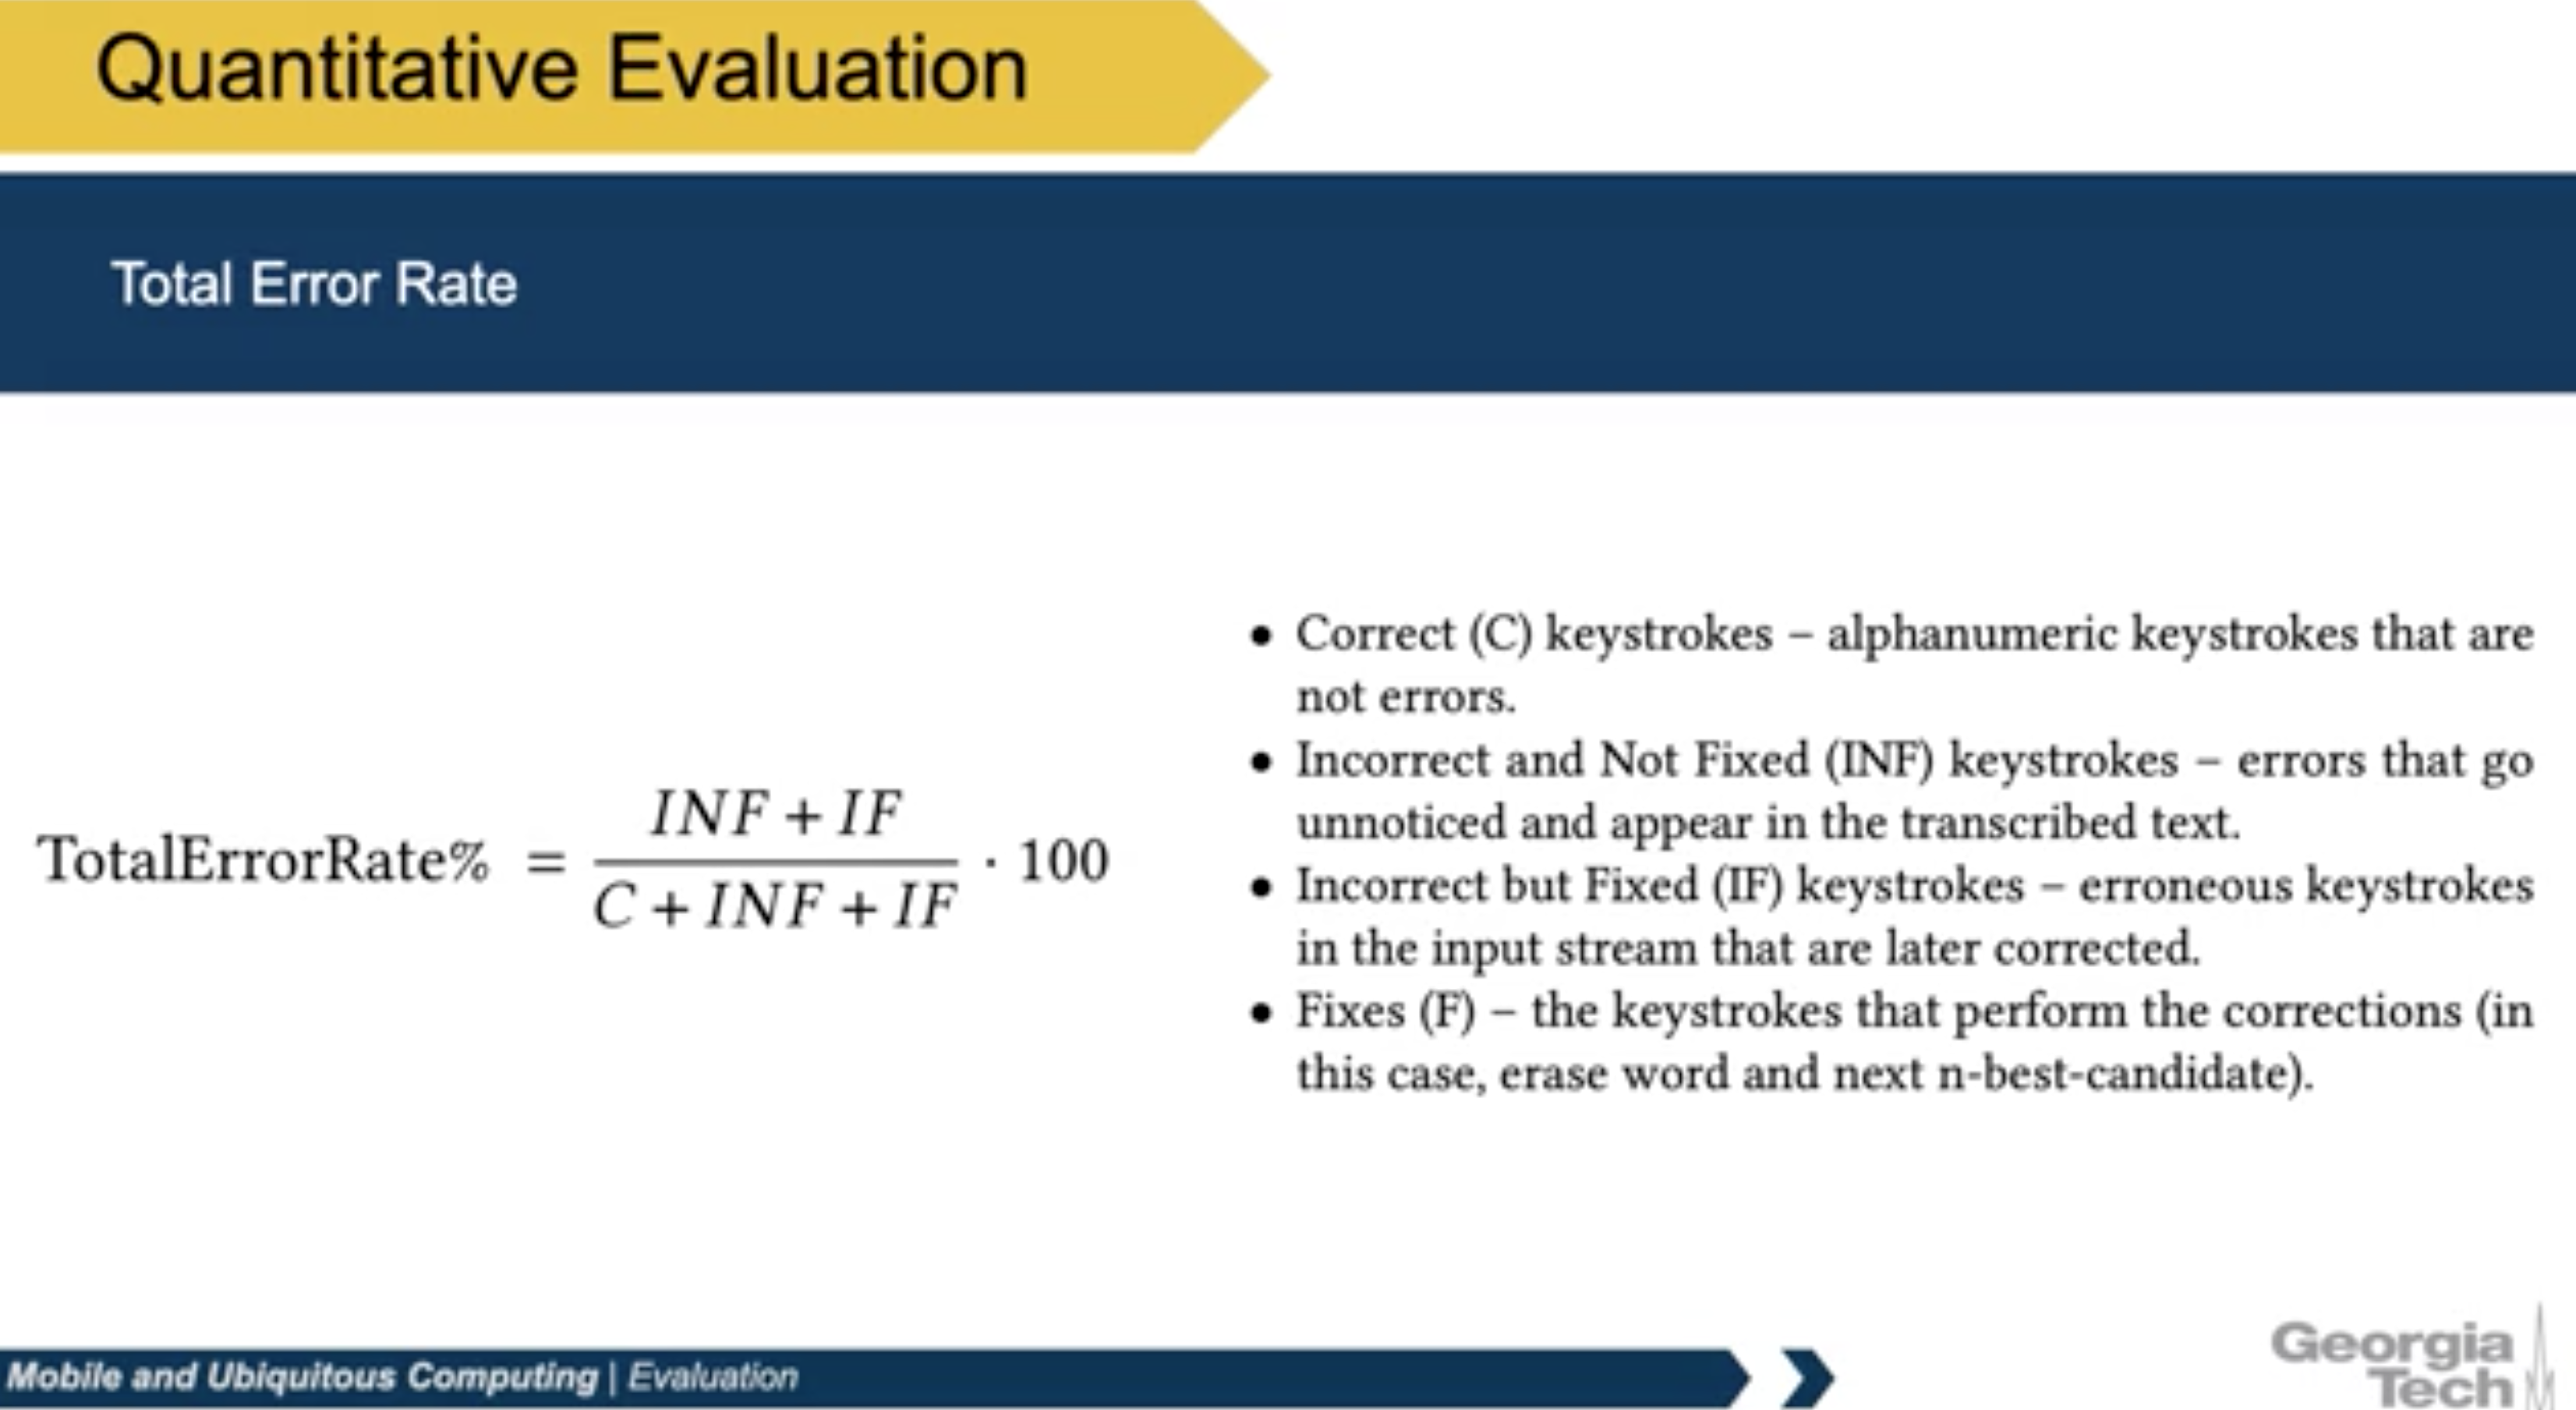 Quantitative Evaluation
Total Error Rate
TotalErrorRate% = \frac{INF + IF}{C + INF + IF} · 100
• Correct (C) keystrokes – alphanumeric keystrokes that are
not errors.
• Incorrect and Not Fixed (INF) keystrokes – errors that go
unnoticed and appear in the transcribed text.
• Incorrect but Fixed (IF) keystrokes – erroneous keystrokes
in the input stream that are later corrected.
• Fixes (F) – the keystrokes that perform the corrections (in
this case, erase word and next n-best-candidate).
Mobile and Ubiquitous Computing | Evaluation
Georgia
Tech